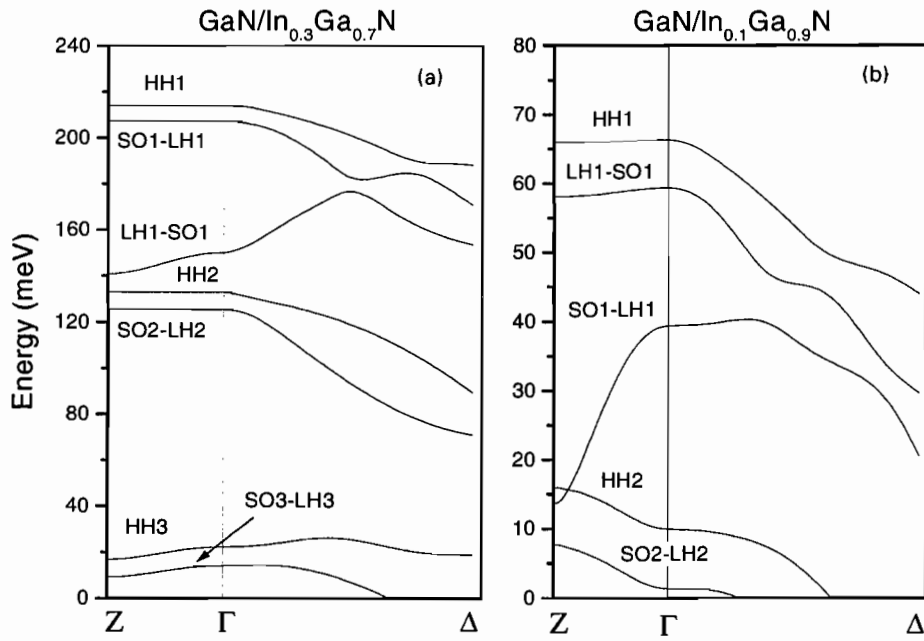 GaN/In₀.₃Ga₀.₇N
Energy (meV)
240
200
160
120
80
40
0
(a)
HH1
SO1-LH1
LH1-SO1
HH2
SO2-LH2
SO3-LH3
HH3
Z
Γ
Δ
GaN/In₀.₁Ga₀.₉N
80
70
60
50
40
30
20
10
0
(b)
HH1
LH1-SO1
SO1-LH1
HH2
SO2-LH2
Z
Γ
Δ